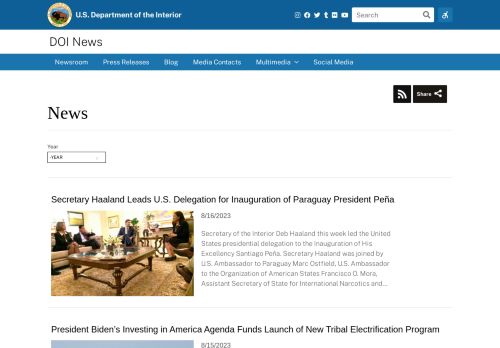 U.S. Department of the Interior
Search
DOI News
Newsroom Press Releases Blog Media Contacts Multimedia Social Media
Share
News
Year
-YEAR
Secretary Haaland Leads U.S. Delegation for Inauguration of Paraguay President Peña
8/16/2023
Secretary of the Interior Deb Haaland this week led the United
States presidential delegation to the Inauguration of His
Excellency Santiago Peña. Secretary Haaland was joined by
U.S. Ambassador to Paraguay Marc Ostfield, U.S. Ambassador
to the Organization of American States Francisco O. Mora,
Assistant Secretary of State for International Narcotics and...
President Biden's Investing in America Agenda Funds Launch of New Tribal Electrification Program
8/15/2023